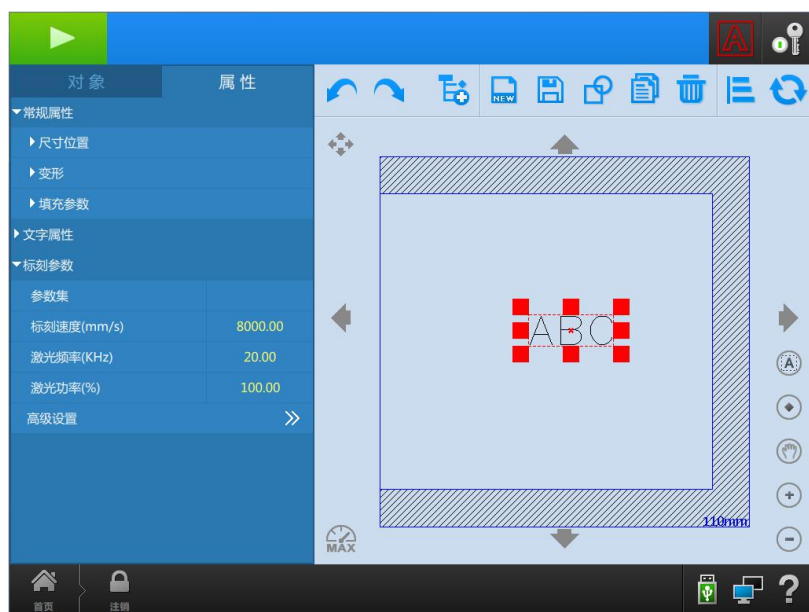 A
对象 属性
NEW
常规属性
尺寸位置
变形
填充参数
文字属性
标刻参数
参数集
标刻速度(mm/s) 8000.00
激光频率(KHz) 20.00
激光功率(%) 100.00
高级设置
ABC
A
110mm
MAX
首页 注销
?